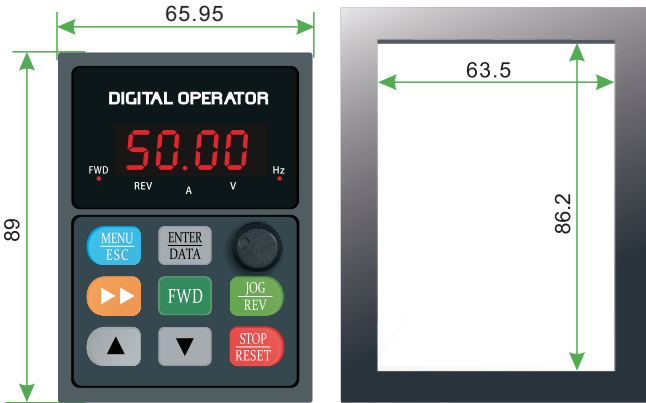 65.95
89
DIGITAL OPERATOR
50.00
FWD
Hz
REV
A
V
MENU
ESC
ENTER
DATA
FWD
JOG
REV
STOP
RESET
63.5
86.2